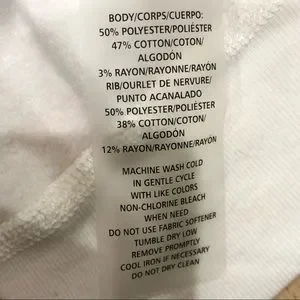 BODY/CORPS/CUERPO:
50% POLYESTER/POLIÉSTER
47% COTTON/COTON/
ALGODÓN
3% RAYON/RAYONNE/RAYÓN
RIB/OURLET DE NERVURE/
PUNTO ACANALADO
50% POLYESTER/POLIÉSTER
38% COTTON/COTON/
ALGODÓN
12% RAYON/RAYONNE/RAYÓN
MACHINE WASH COLD
IN GENTLE CYCLE
WITH LIKE COLORS
NON-CHLORINE BLEACH
WHEN NEED
DO NOT USE FABRIC SOFTENER
TUMBLE DRY LOW
REMOVE PROMPTLY
COOL IRON IF NECESSARY
DO NOT DRY CLEAN